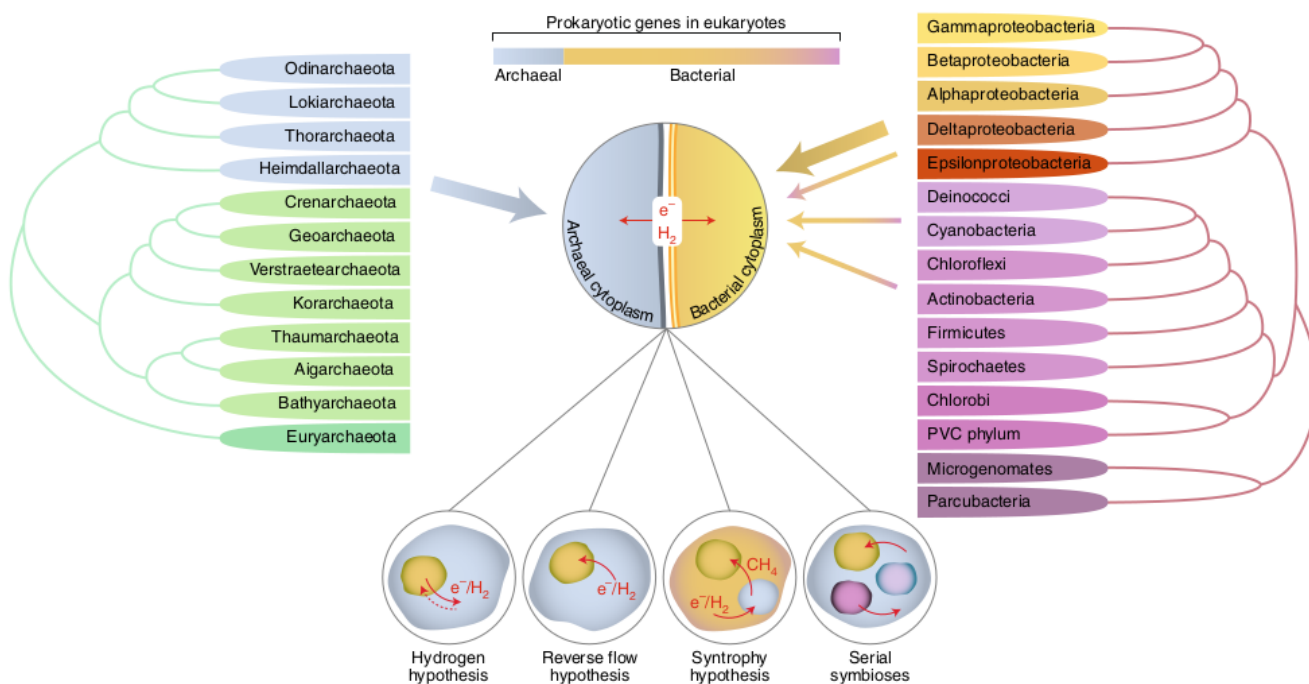 Prokaryotic genes in eukaryotes
Archaeal
Bacterial
Odinarchaeota
Lokiarchaeota
Thorarchaeota
Heimdallarchaeota
Crenarchaeota
Geoarchaeota
Verstraetearchaeota
Korarchaeota
Thaumarchaeota
Aigarchaeota
Bathyarchaeota
Euryarchaeota
Archaeal cytoplasm
e⁻
H₂
Bacterial cytoplasm
Gammaproteobacteria
Betaproteobacteria
Alphaproteobacteria
Deltaproteobacteria
Epsilonproteobacteria
Deinococci
Cyanobacteria
Chloroflexi
Actinobacteria
Firmicutes
Spirochaetes
Chlorobi
PVC phylum
Microgenomates
Parcubacteria
e⁻/H₂
Hydrogen
hypothesis
e⁻/H₂
Reverse flow
hypothesis
CH₄
e⁻/H₂
Syntrophy
hypothesis
Serial
symbioses